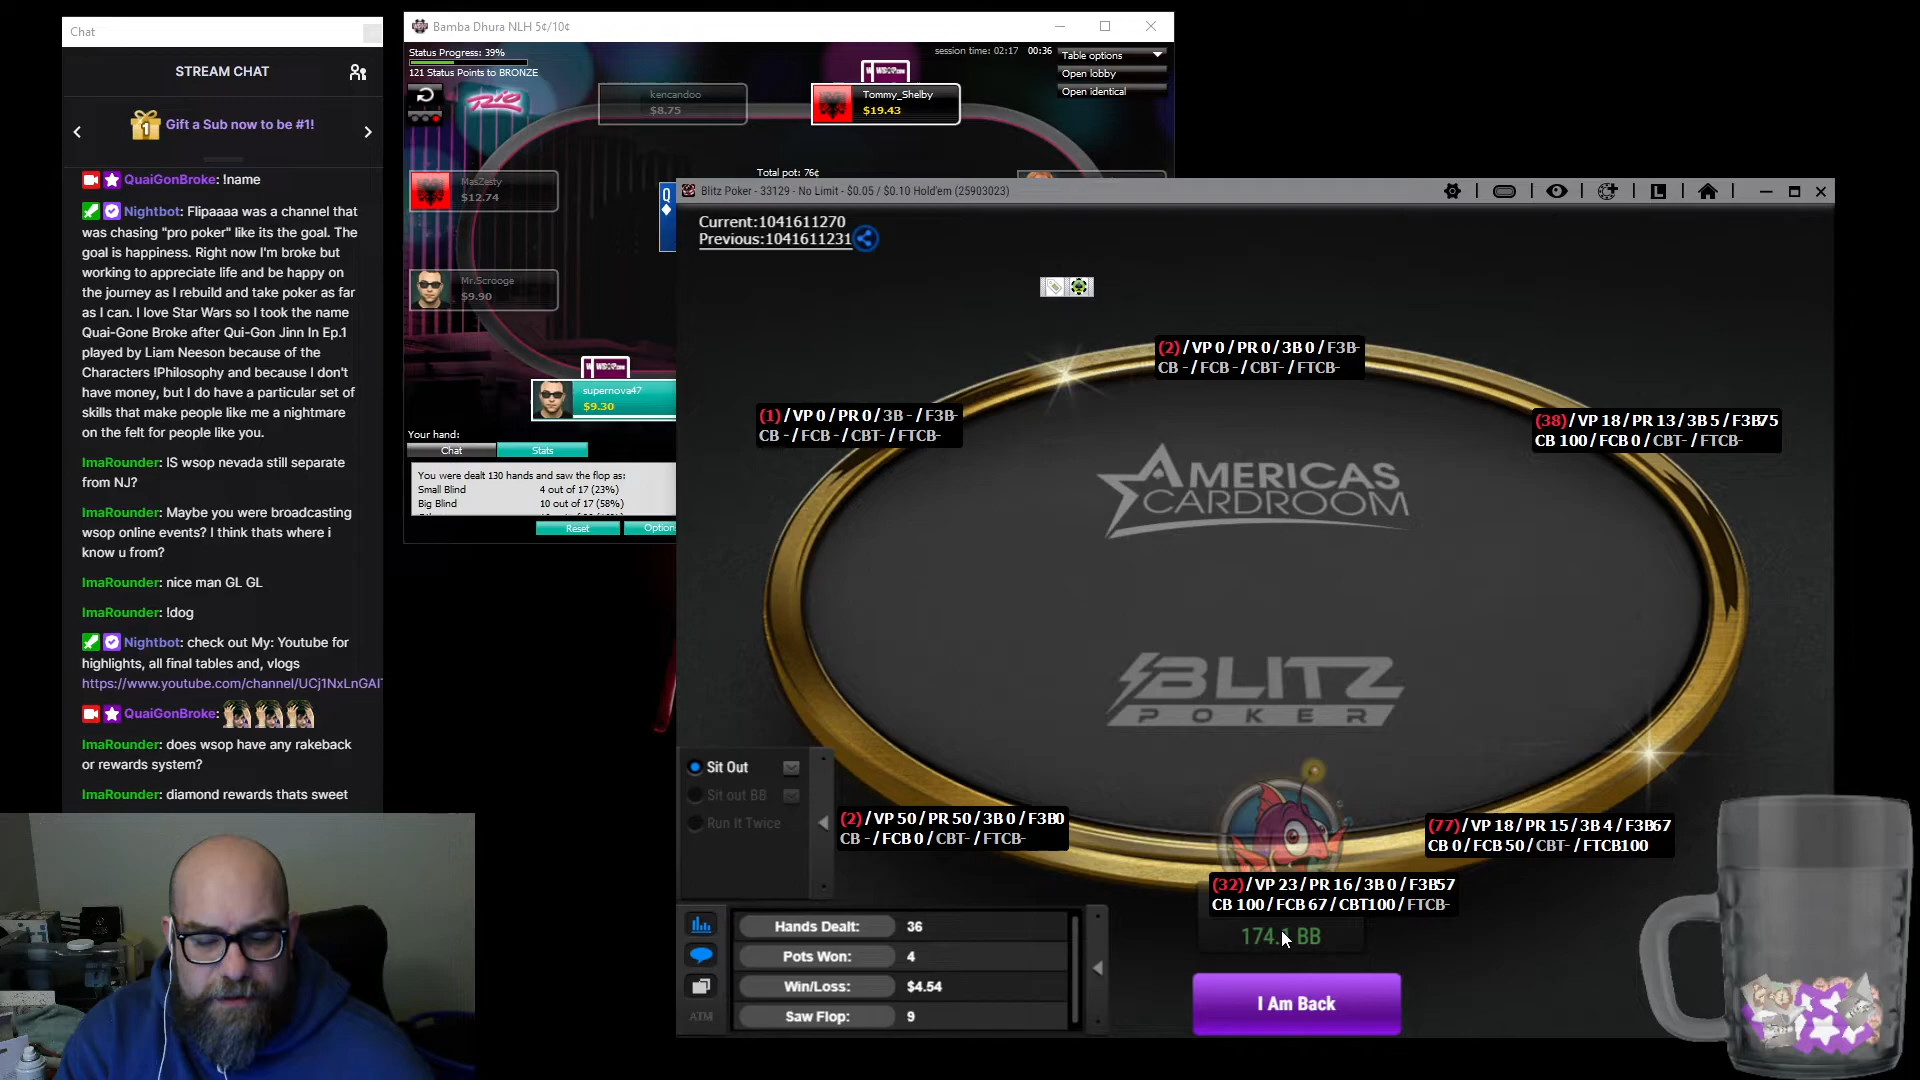 Chat
STREAM CHAT
Gift a Sub now to be #1!
QuaiGonBroke: !name
Nightbot: Flipaaaa was a channel that
was chasing "pro poker" like its the goal. The
goal is happiness. Right now I'm broke but
working to appreciate life and be happy on
the journey as I rebuild and take poker as far
as I can. I love Star Wars so I took the name
Quai-Gone Broke after Qui-Gon Jinn In Ep.1
played by Liam Neeson because of the
Characters !Philosophy and because I don't
have money, but I do have a particular set of
skills that make people like me a nightmare
on the felt for people like you.
ImaRounder: IS wsop nevada still separate
from NJ?
ImaRounder: Maybe you were broadcasting
wsop online events? I think thats where i
know u from?
ImaRounder: nice man GL GL
ImaRounder: !dog
Nightbot: check out My: Youtube for
highlights, all final tables and, vlogs
https://www.youtube.com/channel/UCj1NxLnGAI
QuaiGonBroke:
ImaRounder: does wsop have any rakeback
or rewards system?
ImaRounder: diamond rewards thats sweet
Bamba Dhura NLH 5¢/10¢
Status Progress: 39%
121 Status Points to BRONZE
session time: 02:17 00:36
Table options
Open lobby
Open identical
RIO
kencandoo
$8.75
Tommy_Shelby
$19.43
MasZesty
$12.74
Total pot: 76¢
Q
Mr.Scrooge
$9.90
supernova47
$9.30
Your hand:
Chat
Stats
You were dealt 130 hands and saw the flop as:
Small Blind 4 out of 17 (23%)
Big Blind 10 out of 17 (58%)
Reset
Option
Blitz Poker - 33129 - No Limit - $0.05 / $0.10 Hold'em (25903023)
Current:1041611270
Previous:1041611231
(2) / VP 0 / PR 0 / 3B 0 / F3B-
CB - / FCB - / CBT- / FTCB-
(1) / VP 0 / PR 0 / 3B - / F3B-
CB - / FCB - / CBT- / FTCB-
(38) / VP 18 / PR 13 / 3B 5 / F3B75
CB 100 / FCB 0 / CBT- / FTCB-
AMERICAS
CARDROOM
BLITZ
POKER
Sit Out
Sit out BB
Run It Twice
(2) / VP 50 / PR 50 / 3B 0 / F3B0
CB - / FCB 0 / CBT- / FTCB-
(77) / VP 18 / PR 15 / 3B 4 / F3B67
CB 0 / FCB 50 / CBT- / FTCB100
(32) / VP 23 / PR 16 / 3B 0 / F3B57
CB 100 / FCB 67 / CBT100 / FTCB-
BB
Hands Dealt: 36
Pots Won: 4
Win/Loss: $4.54
Saw Flop: 9
ATM
I Am Back